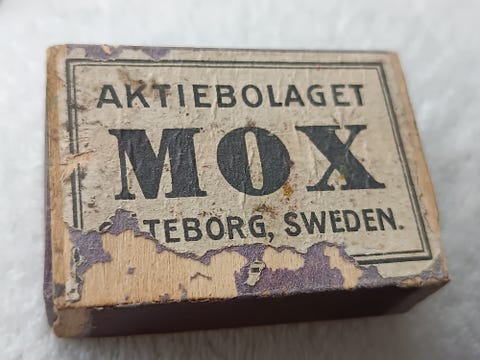 AKTIEBOLAGET
MOX
TEBORG, SWEDEN.